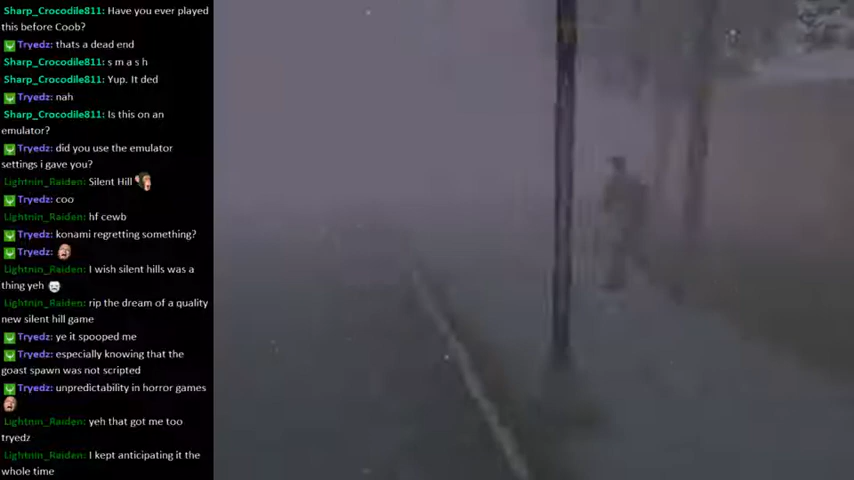 Sharp_Crocodile811: Have you ever played
this before Coob?
Tryedz: thats a dead end
Sharp_Crocodile811: s m a s h
Sharp_Crocodile811: Yup. It ded
Tryedz: nah
Sharp_Crocodile811: Is this on an
emulator?
Tryedz: did you use the emulator
settings i gave you?
Lightnin_Raiden: Silent Hill
Tryedz: coo
Lightnin_Raiden: hf cewb
Tryedz: konami regretting something?
Tryedz:
Lightnin_Raiden: I wish silent hills was a
thing yeh
Lightnin_Raiden: rip the dream of a quality
new silent hill game
Tryedz: ye it spooped me
Tryedz: especially knowing that the
goast spawn was not scripted
Tryedz: unpredictability in horror games
Lightnin_Raiden: yeh that got me too
tryedz
Lightnin_Raiden: I kept anticipating it the
whole time